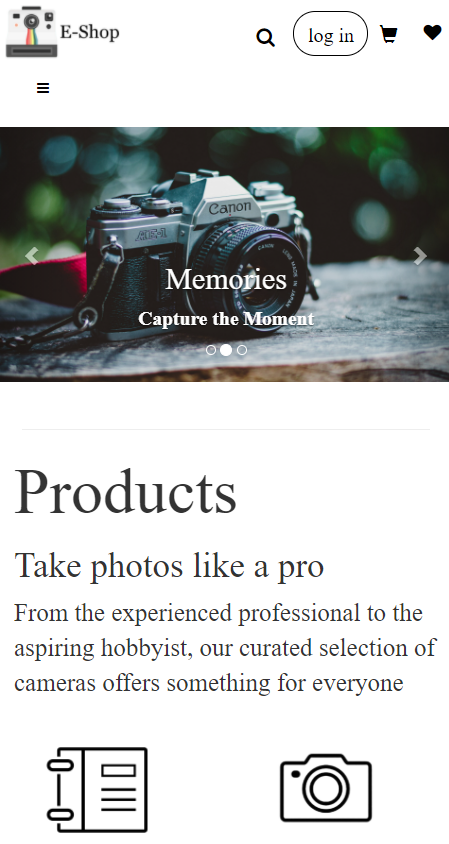 E-Shop
log in
Canon
AE-1
Memories
Capture the Moment
Products
Take photos like a pro
From the experienced professional to the
aspiring hobbyist, our curated selection of
cameras offers something for everyone